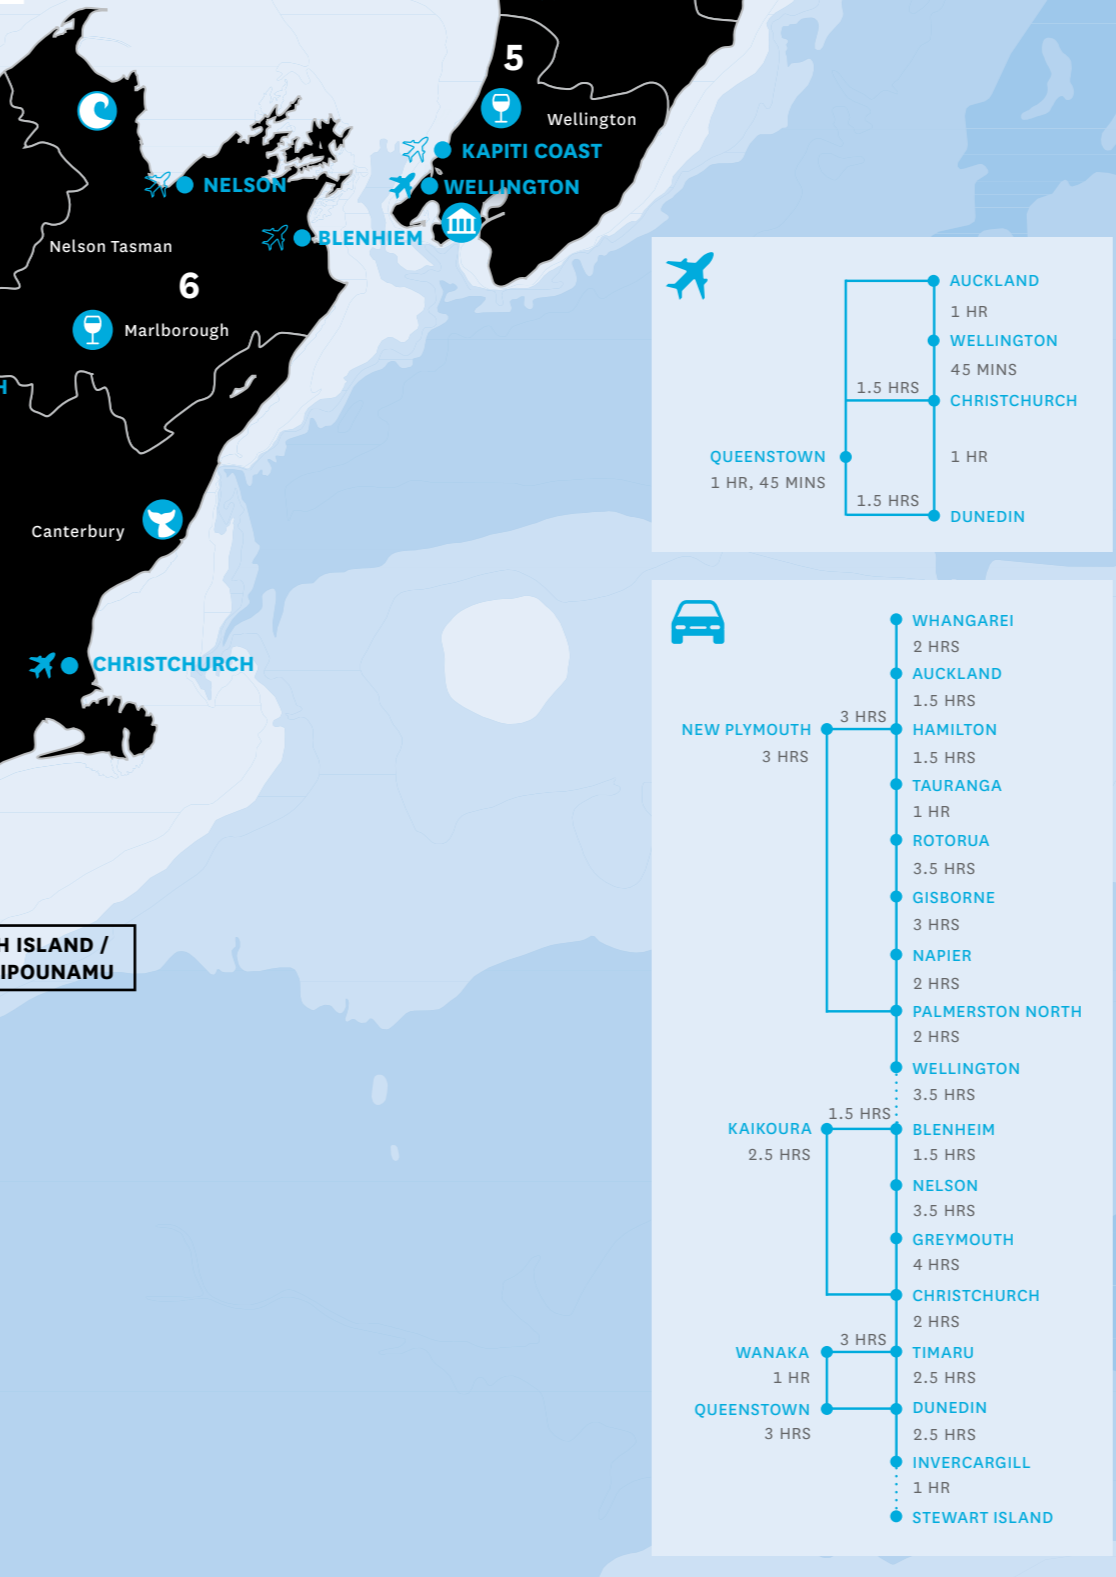 5
Wellington
KAPITI COAST
WELLINGTON
NELSON
BLENHIEM
Nelson Tasman
6
Marlborough
H
Canterbury
CHRISTCHURCH
H ISLAND /
IPOUNAMU
AUCKLAND
1 HR
WELLINGTON
45 MINS
1.5 HRS
CHRISTCHURCH
QUEENSTOWN
1 HR
1 HR, 45 MINS
1.5 HRS
DUNEDIN
WHANGAREI
2 HRS
AUCKLAND
1.5 HRS
3 HRS
NEW PLYMOUTH
HAMILTON
3 HRS
1.5 HRS
TAURANGA
1 HR
ROTORUA
3.5 HRS
GISBORNE
3 HRS
NAPIER
2 HRS
PALMERSTON NORTH
2 HRS
WELLINGTON
3.5 HRS
1.5 HRS
KAIKOURA
BLENHEIM
2.5 HRS
1.5 HRS
NELSON
3.5 HRS
GREYMOUTH
4 HRS
CHRISTCHURCH
2 HRS
3 HRS
WANAKA
TIMARU
1 HR
2.5 HRS
QUEENSTOWN
DUNEDIN
3 HRS
2.5 HRS
INVERCARGILL
1 HR
STEWART ISLAND